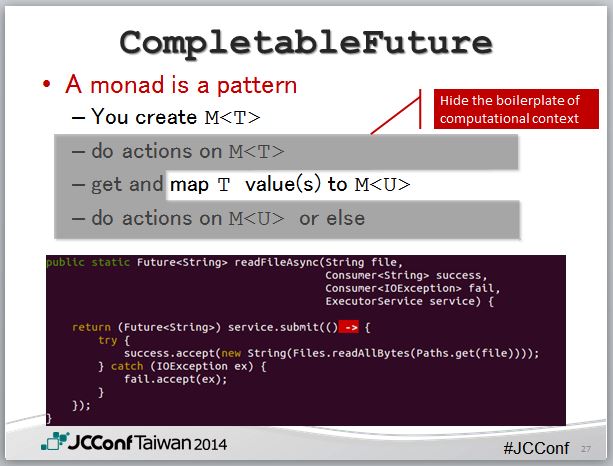 CompletableFuture
• A monad is a pattern
– You create M<T>
Hide the boilerplate of
computational context
– do actions on M<T>
– get and map T value(s) to M<U>
– do actions on M<U> or else
public static Future<String> readFileAsync(String file,
Consumer<String> success,
Consumer<IOException> fail,
ExecutorService service) {
return (Future<String>) service.submit(() -> {
try {
success.accept(new String(Files.readAllBytes(Paths.get(file))));
} catch (IOException ex) {
fail.accept(ex);
}
});
}
JCConf Taiwan 2014
#JCConf
27